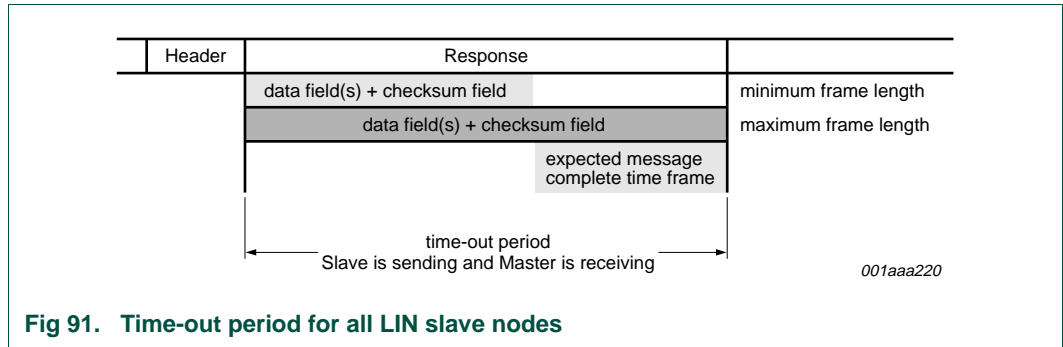 Header
Response
data field(s) + checksum field
minimum frame length
data field(s) + checksum field
maximum frame length
expected message
complete time frame
time-out period
Slave is sending and Master is receiving
001aaa220
Fig 91. Time-out period for all LIN slave nodes